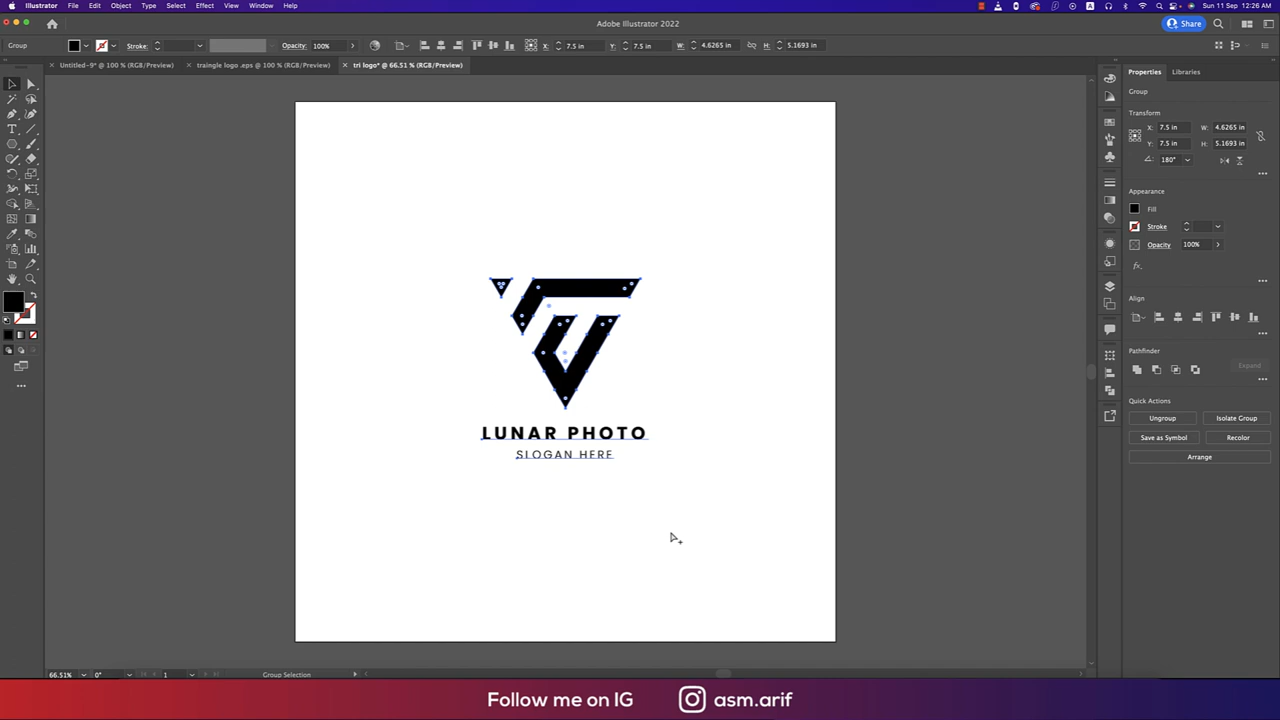 Illustrator File Edit Object Type Select Effect View Window Help
Sun 11 Sep 12:26 AM
Adobe Illustrator 2022
Share
Group Stroke: Opacity: 100% X: 7.5 in Y: 7.5 in W: 4.6265 in H: 5.1693 in
Untitled-9* @ 100 % (RGB/Preview) traingle logo .eps @ 100 % (RGB/Preview) tri logo* @ 66.51 % (RGB/Preview)
LUNAR PHOTO
SLOGAN HERE
Properties Libraries
Group
Transform
X: 7.5 in W: 4.6265 in
Y: 7.5 in H: 5.1693 in
180°
Appearance
Fill
Stroke
Opacity 100%
fx
Align
Pathfinder
Expand
Quick Actions
Ungroup Isolate Group
Save as Symbol Recolor
Arrange
66.51% 0° 1 Group Selection
Follow me on IG asm.arif